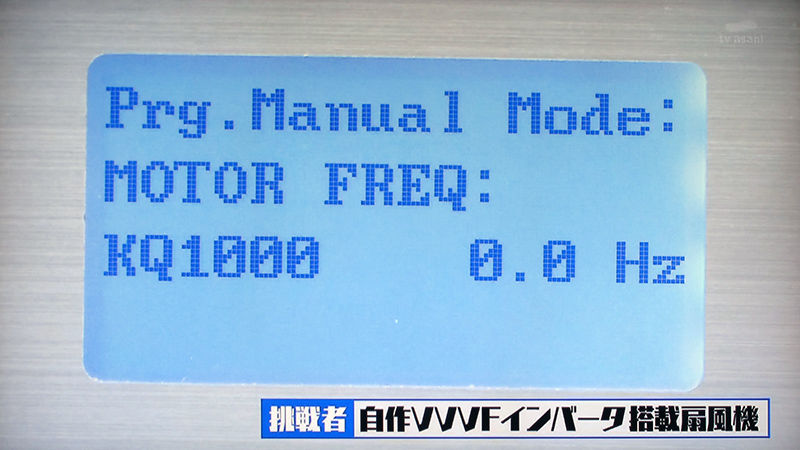 tv asahi
Prg.Manual Mode:
MOTOR FREQ:
KQ1000 0.0 Hz
挑戦者 自作VVVFインバータ搭載扇風機